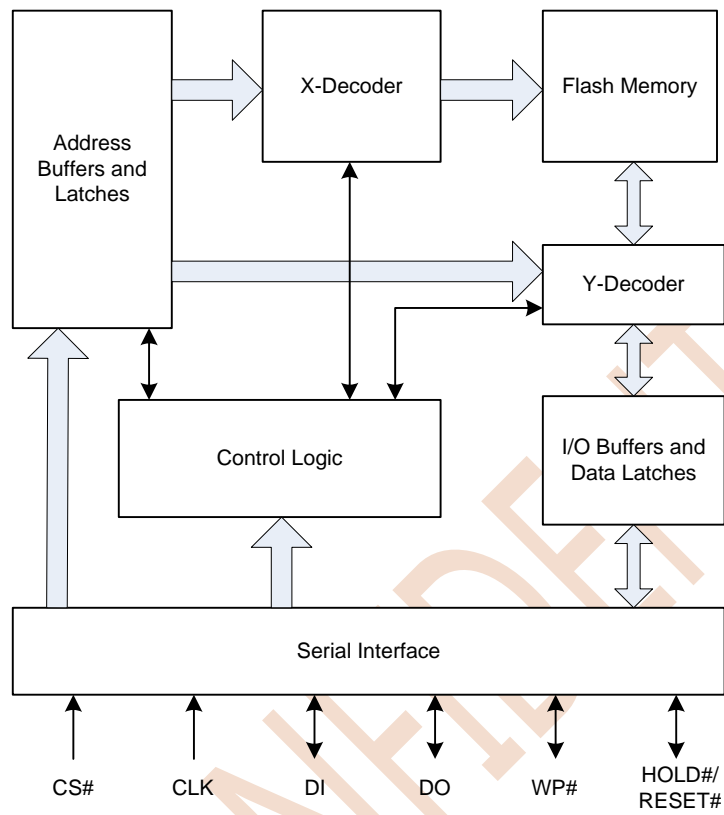 X-Decoder
Flash Memory
Address
Buffers and
Latches
Y-Decoder
Control Logic
I/O Buffers and
Data Latches
Serial Interface
CS#
CLK
DI
DO
WP#
HOLD#/
RESET#